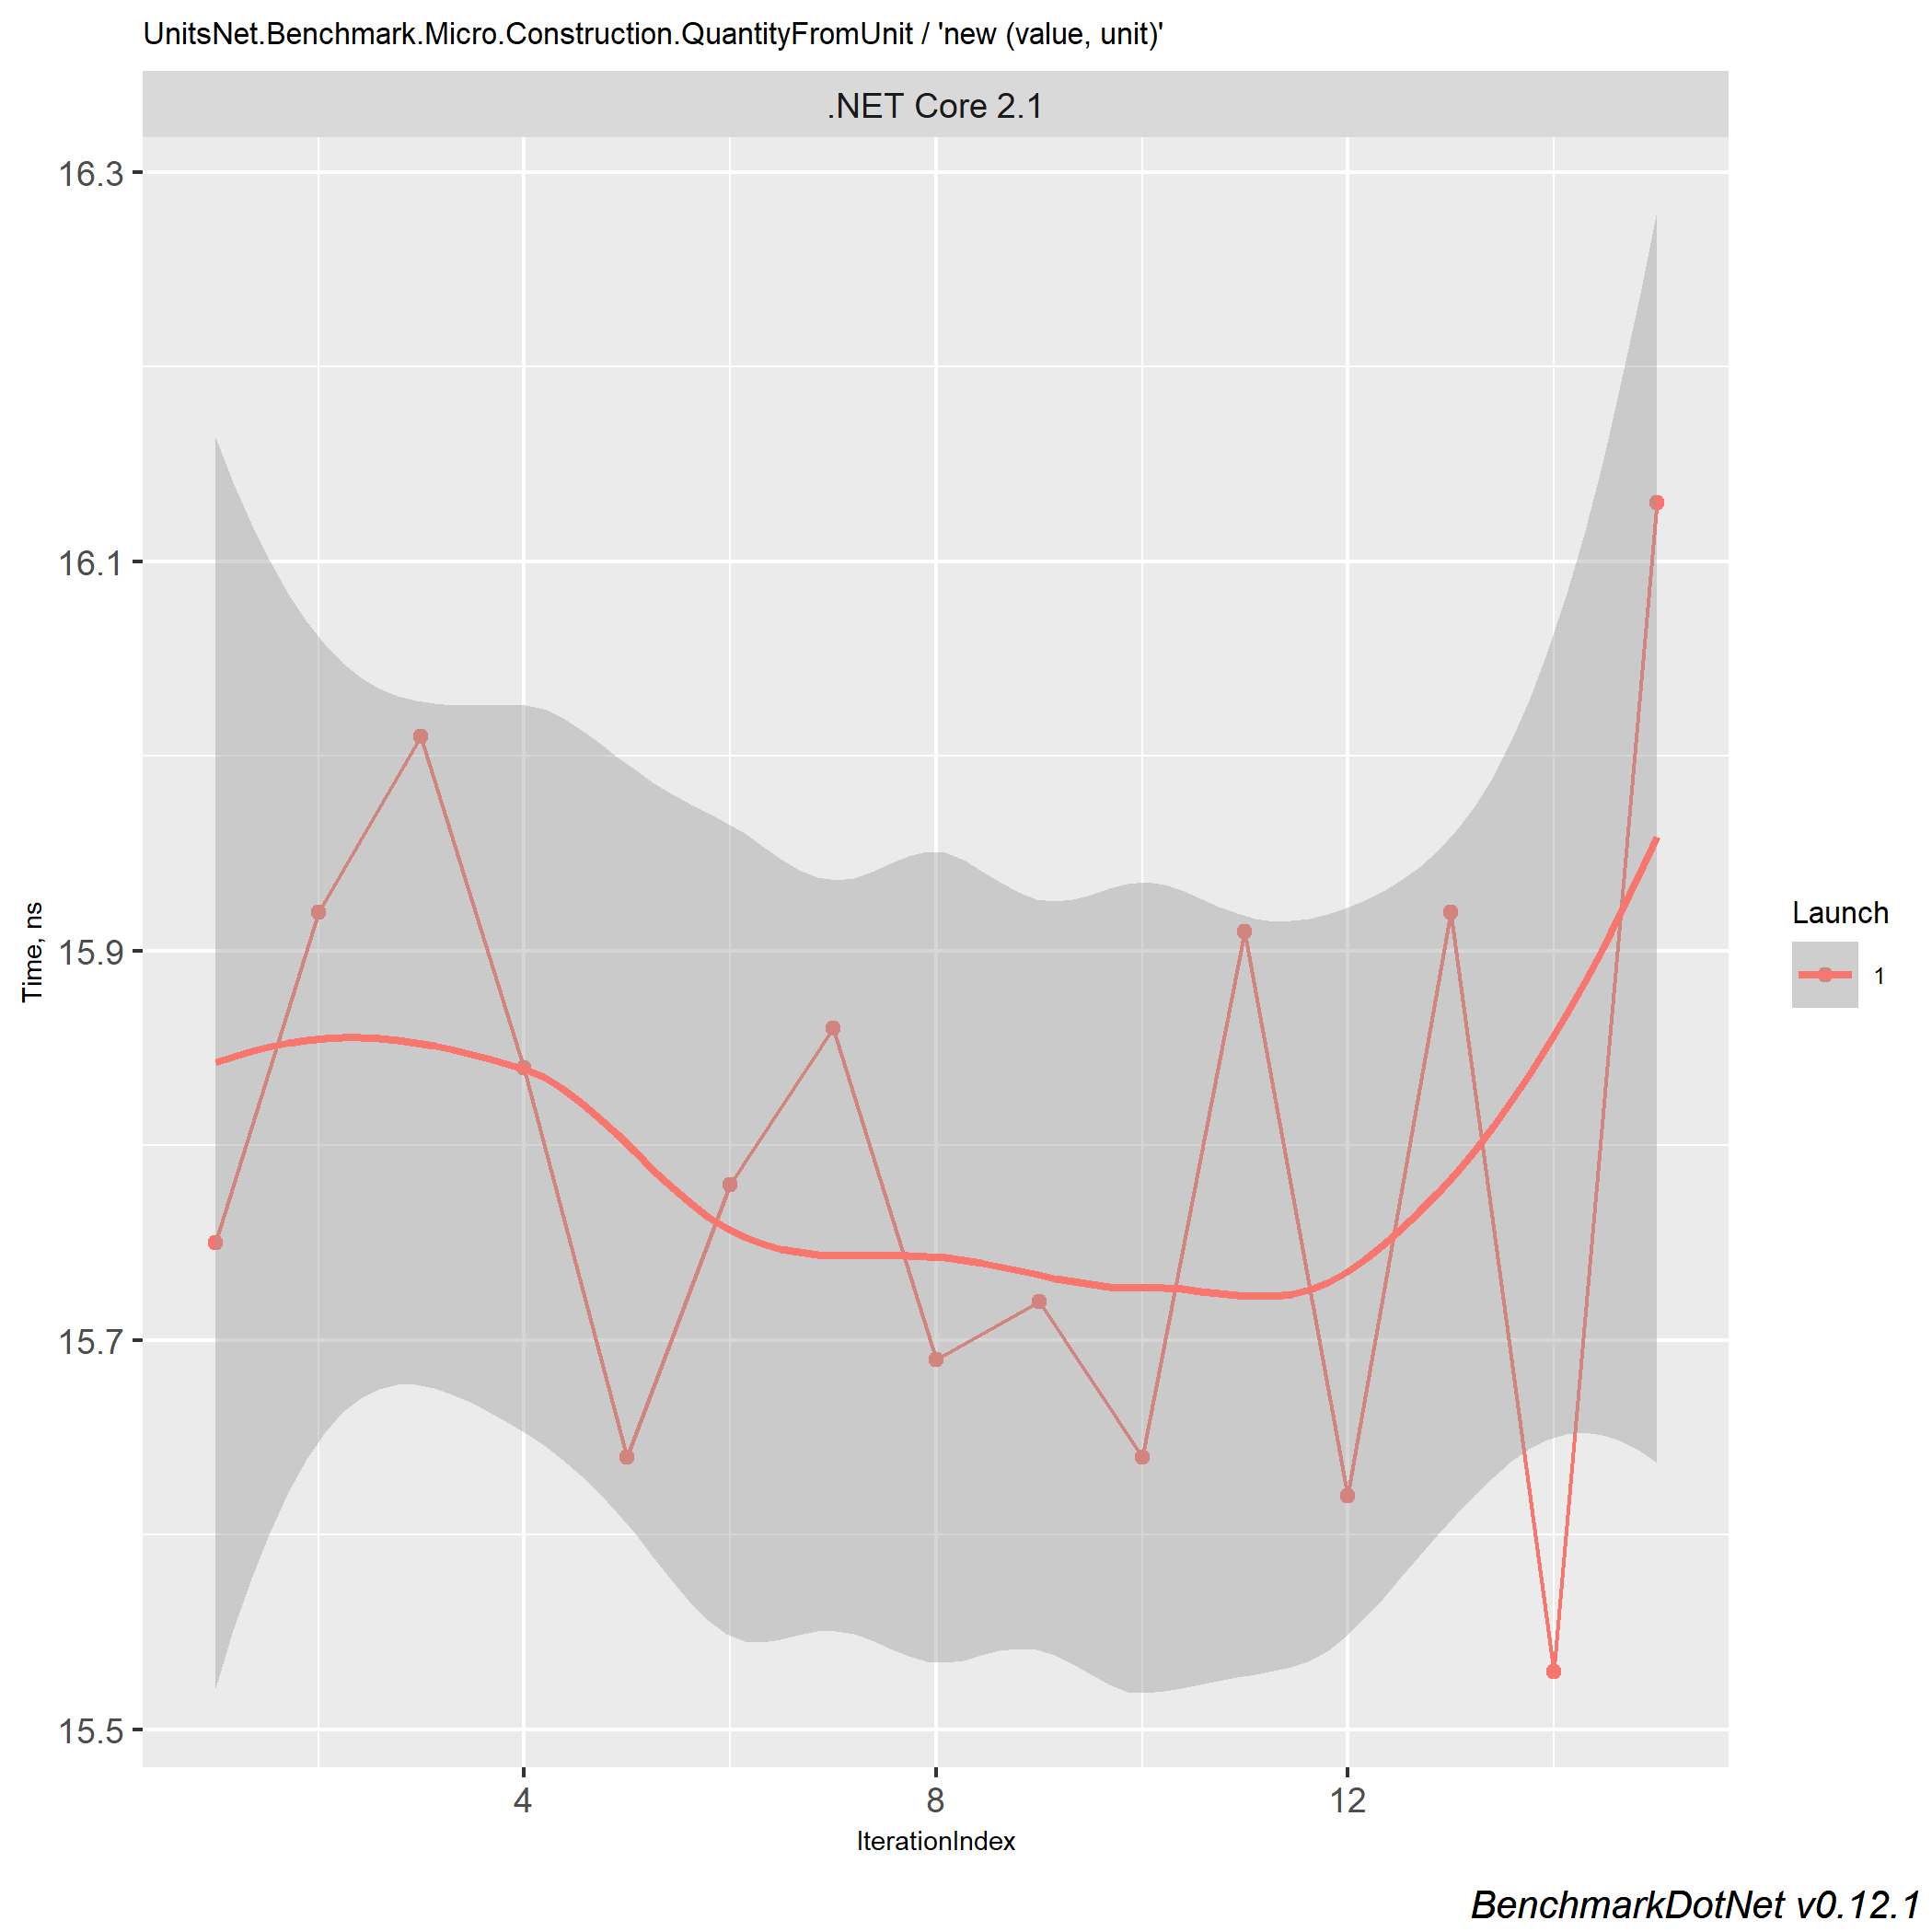 UnitsNet.Benchmark.Micro.Construction.QuantityFromUnit / 'new (value, unit)'
.NET Core 2.1
16.3
16.1
15.9
15.7
15.5
Time, ns
4 8 12
IterationIndex
Launch
1
BenchmarkDotNet v0.12.1